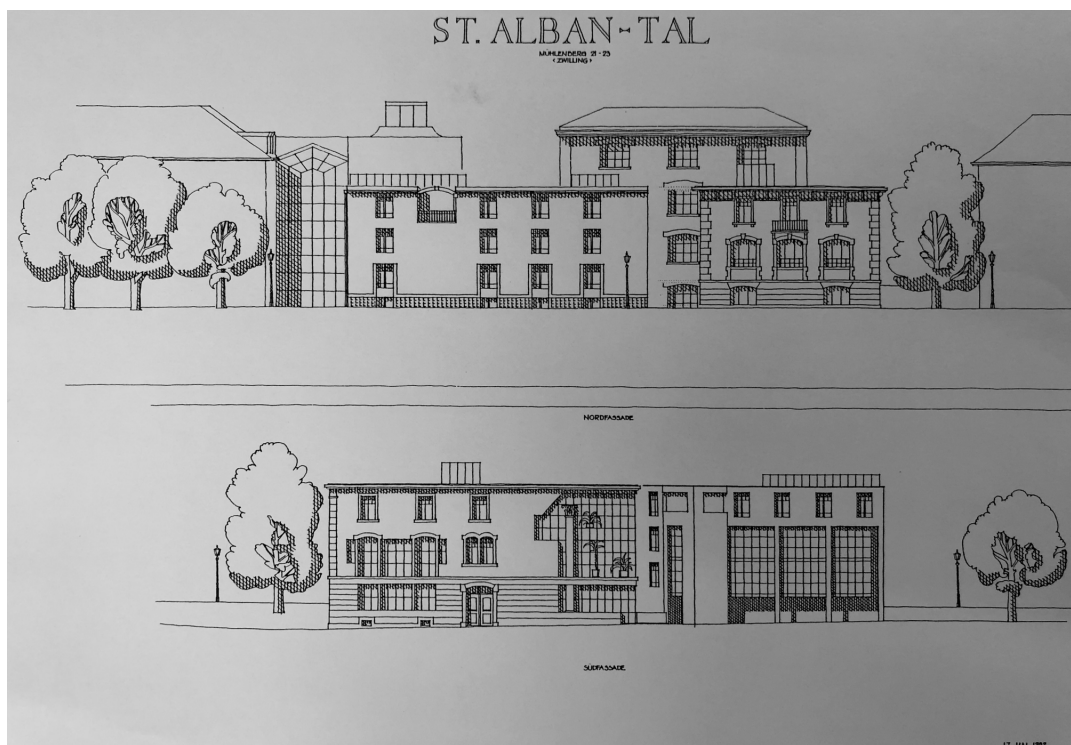 ST. ALBAN-TAL
MÜHLENBERG 21-23
<ZWILLING>
NORDFASSADE
SÜDFASSADE